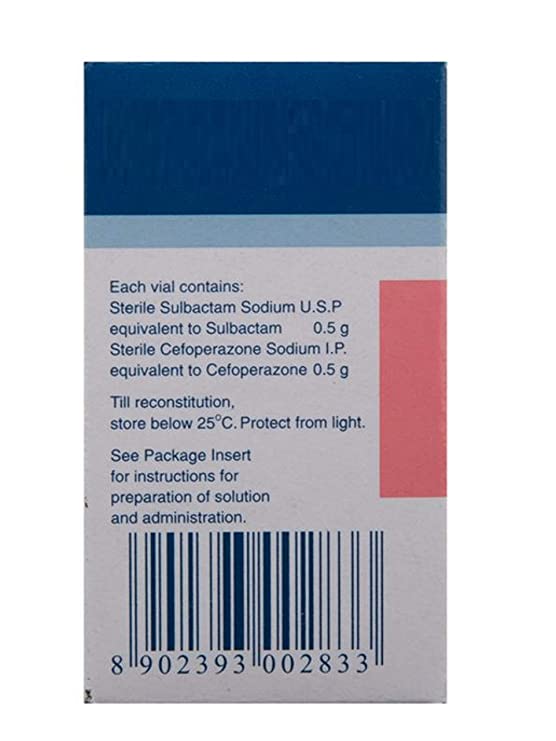 Each vial contains:
Sterile Sulbactam Sodium U.S.P
equivalent to Sulbactam 0.5 g
Sterile Cefoperazone Sodium I.P.
equivalent to Cefoperazone 0.5 g
Till reconstitution,
store below 25°C. Protect from light.
See Package Insert
for instructions for
preparation of solution
and administration.
8 902393 002833